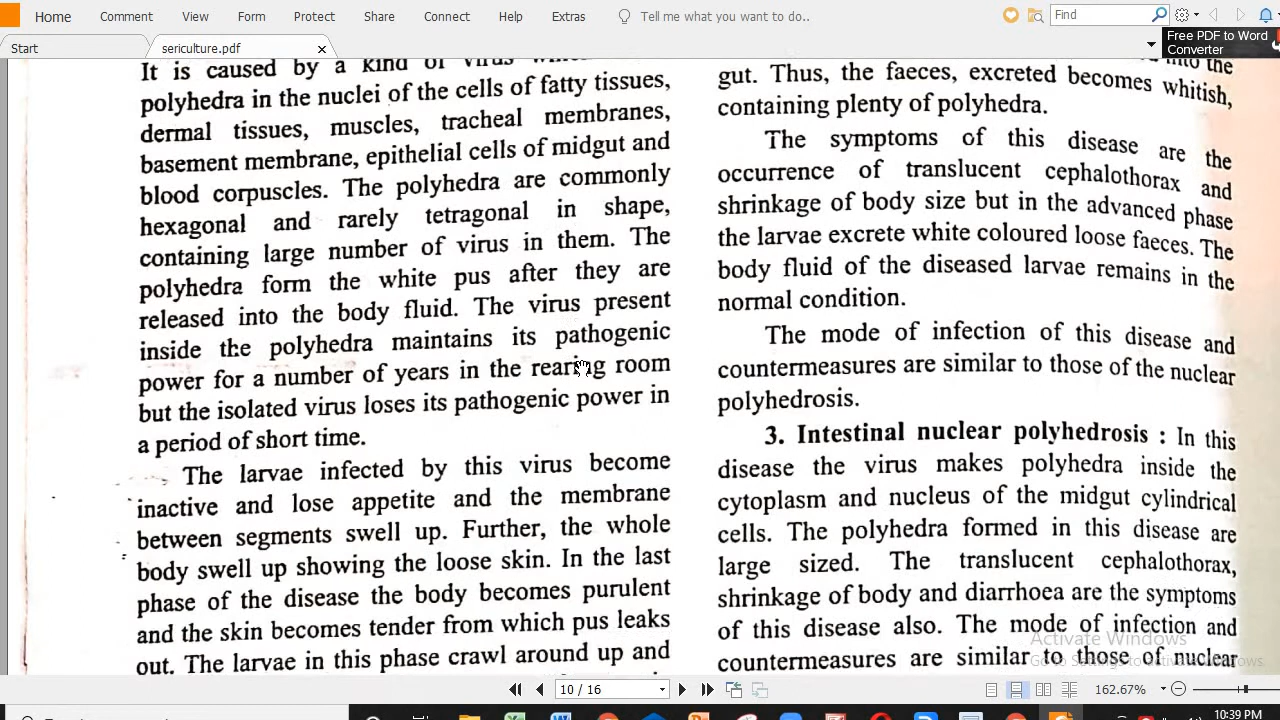 Home Comment View Form Protect Share Connect Help Extras Tell me what you want to do.. Find
Start sericulture.pdf x
Free PDF to Word
Converter
It is caused by a kind of virus
polyhedra in the nuclei of the cells of fatty tissues,
dermal tissues, muscles, tracheal membranes,
basement membrane, epithelial cells of midgut and
blood corpuscles. The polyhedra are commonly
hexagonal and rarely tetragonal in shape,
containing large number of virus in them. The
polyhedra form the white pus after they are
released into the body fluid. The virus present
inside the polyhedra maintains its pathogenic
power for a number of years in the rearing room
but the isolated virus loses its pathogenic power in
a period of short time.
The larvae infected by this virus become
inactive and lose appetite and the membrane
between segments swell up. Further, the whole
body swell up showing the loose skin. In the last
phase of the disease the body becomes purulent
and the skin becomes tender from which pus leaks
out. The larvae in this phase crawl around up and
into the
gut. Thus, the faeces, excreted becomes whitish,
containing plenty of polyhedra.
The symptoms of this disease are the
occurrence of translucent cephalothorax and
shrinkage of body size but in the advanced phase
the larvae excrete white coloured loose faeces. The
body fluid of the diseased larvae remains in the
normal condition.
The mode of infection of this disease and
countermeasures are similar to those of the nuclear
polyhedrosis.
3. Intestinal nuclear polyhedrosis : In this
disease the virus makes polyhedra inside the
cytoplasm and nucleus of the midgut cylindrical
cells. The polyhedra formed in this disease are
large sized. The translucent cephalothorax,
shrinkage of body and diarrhoea are the symptoms
of this disease also. The mode of infection and
countermeasures are similar to those of nuclear
Activate Windows
Go to Settings to activate Windows.
10 / 16 162.67%
10:39 PM